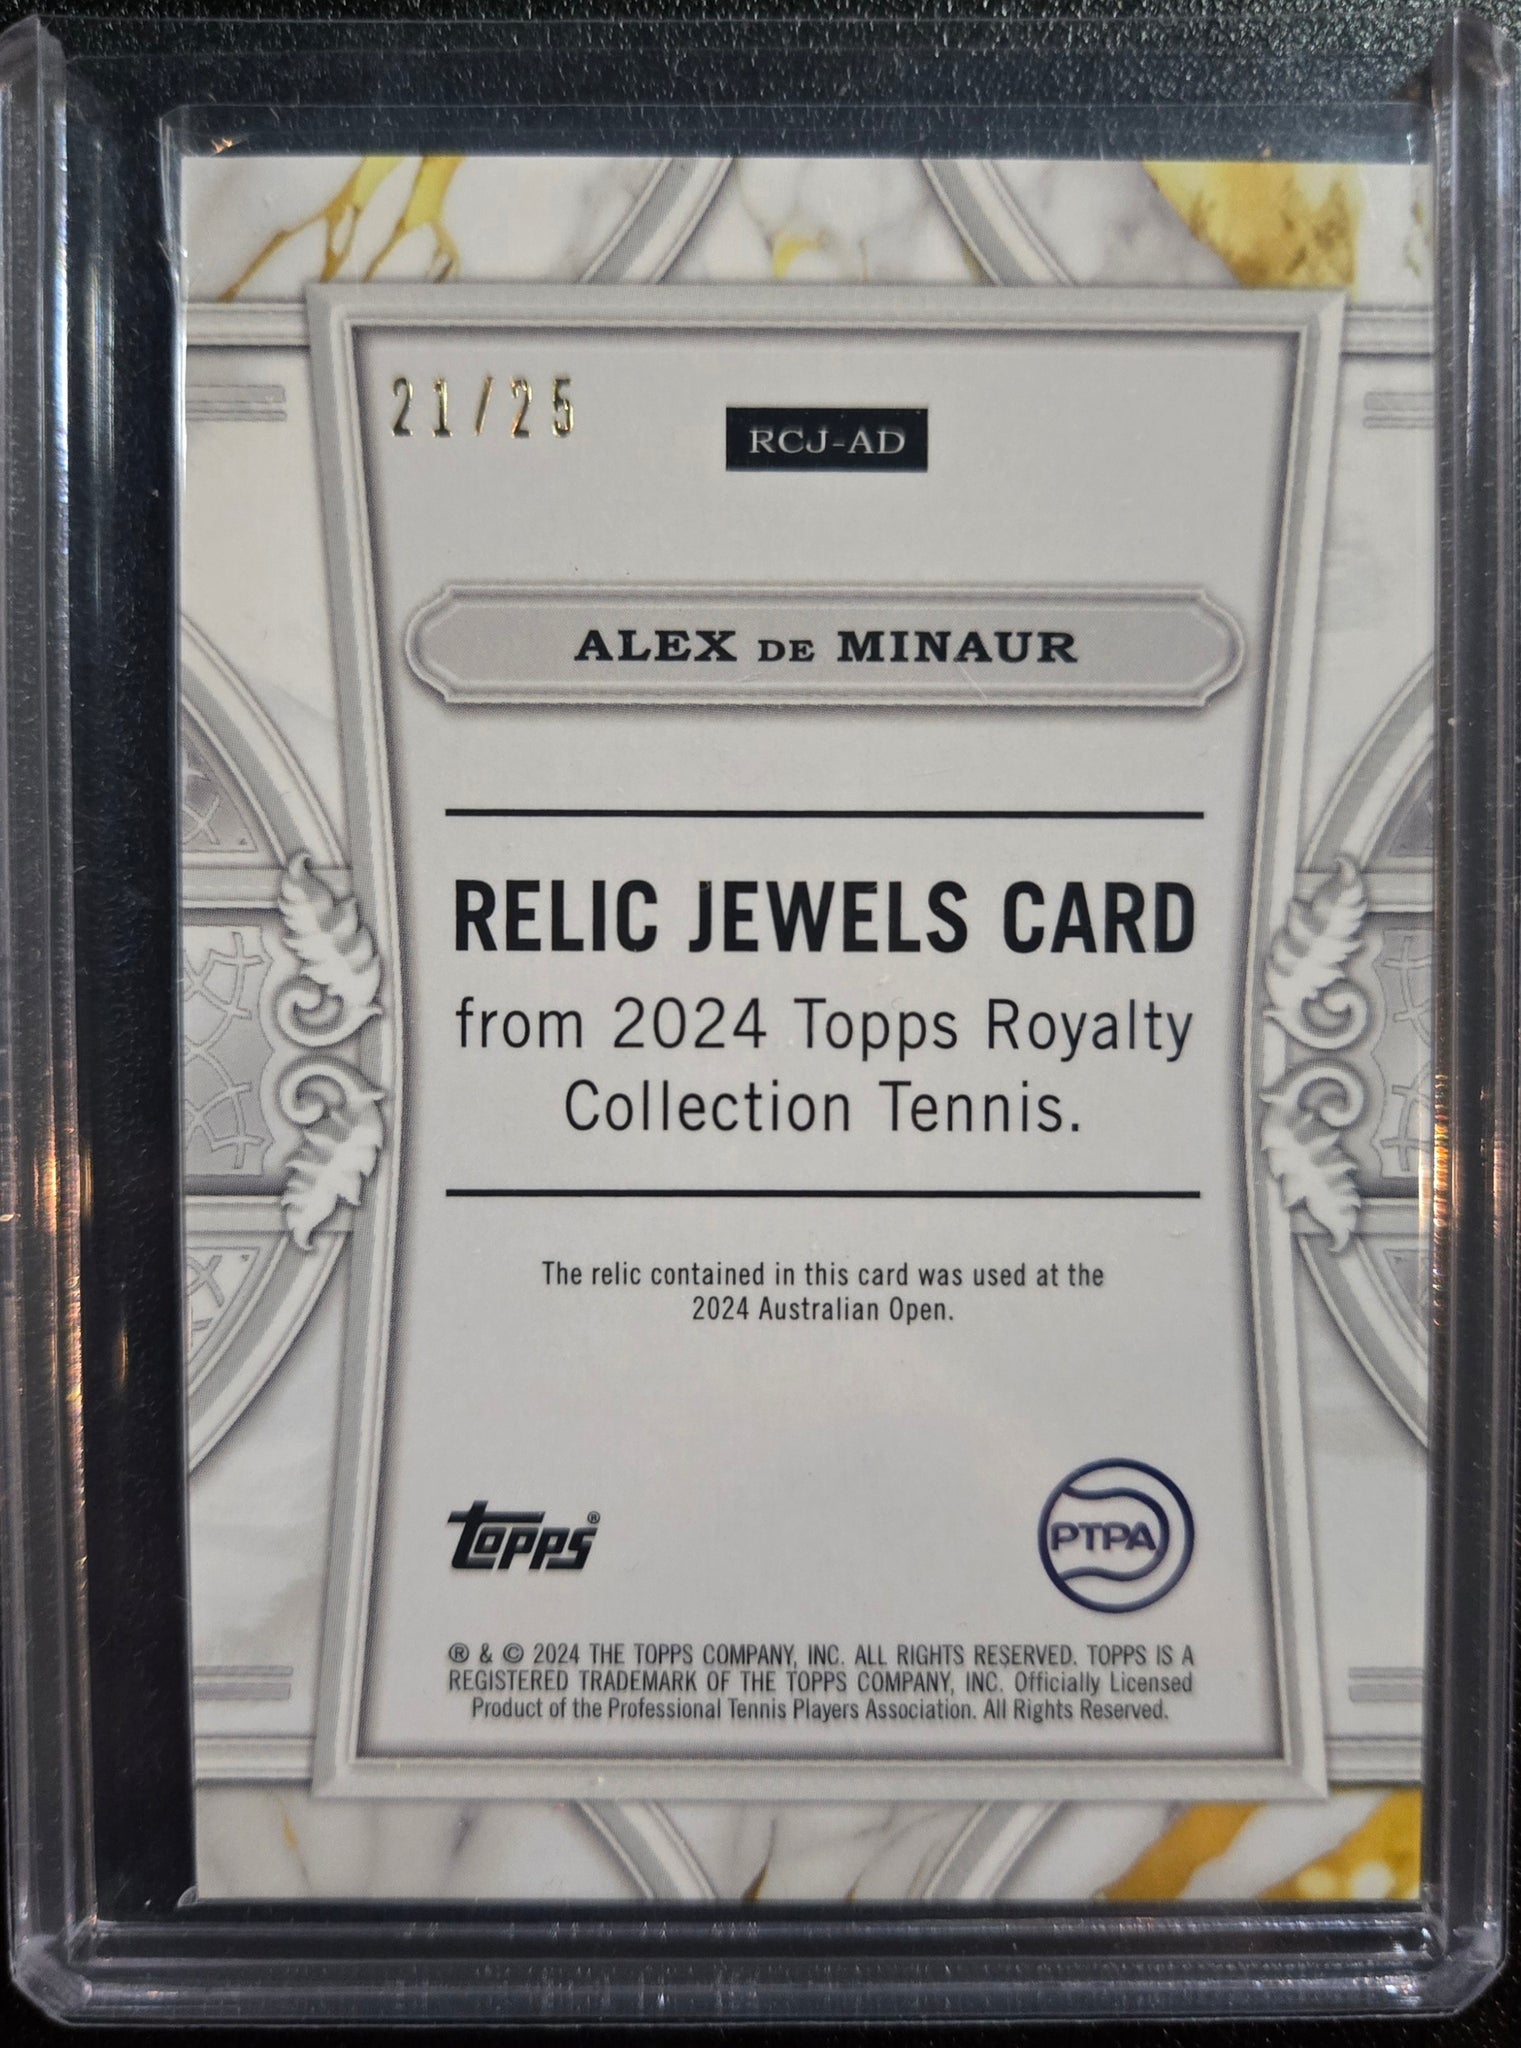 21/25
RCJ-AD
ALEX DE MINAUR
RELIC JEWELS CARD
from 2024 Topps Royalty
Collection Tennis.
The relic contained in this card was used at the
2024 Australian Open.
topps®
PTPA
® & © 2024 THE TOPPS COMPANY, INC. ALL RIGHTS RESERVED. TOPPS IS A
REGISTERED TRADEMARK OF THE TOPPS COMPANY, INC. Officially Licensed
Product of the Professional Tennis Players Association. All Rights Reserved.